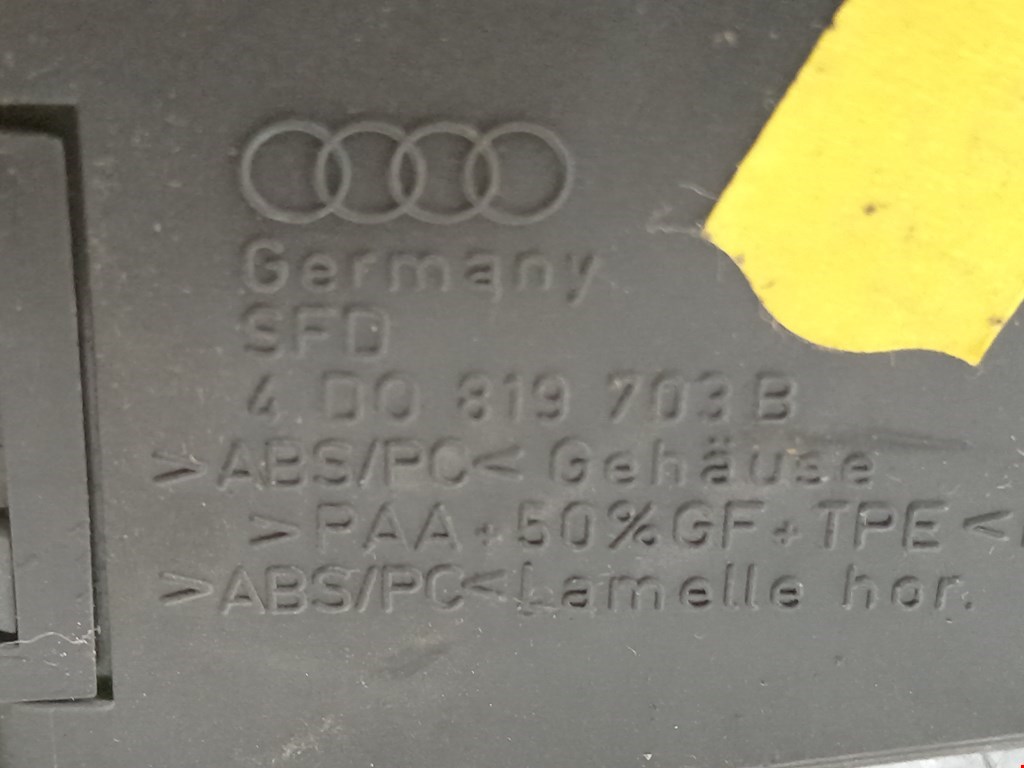 Germany
SFD
4 D0 819 703 B
>ABS/PC< Gehäuse
>PAA+50%GF+TPE<
>ABS/PC<Lamelle hor.